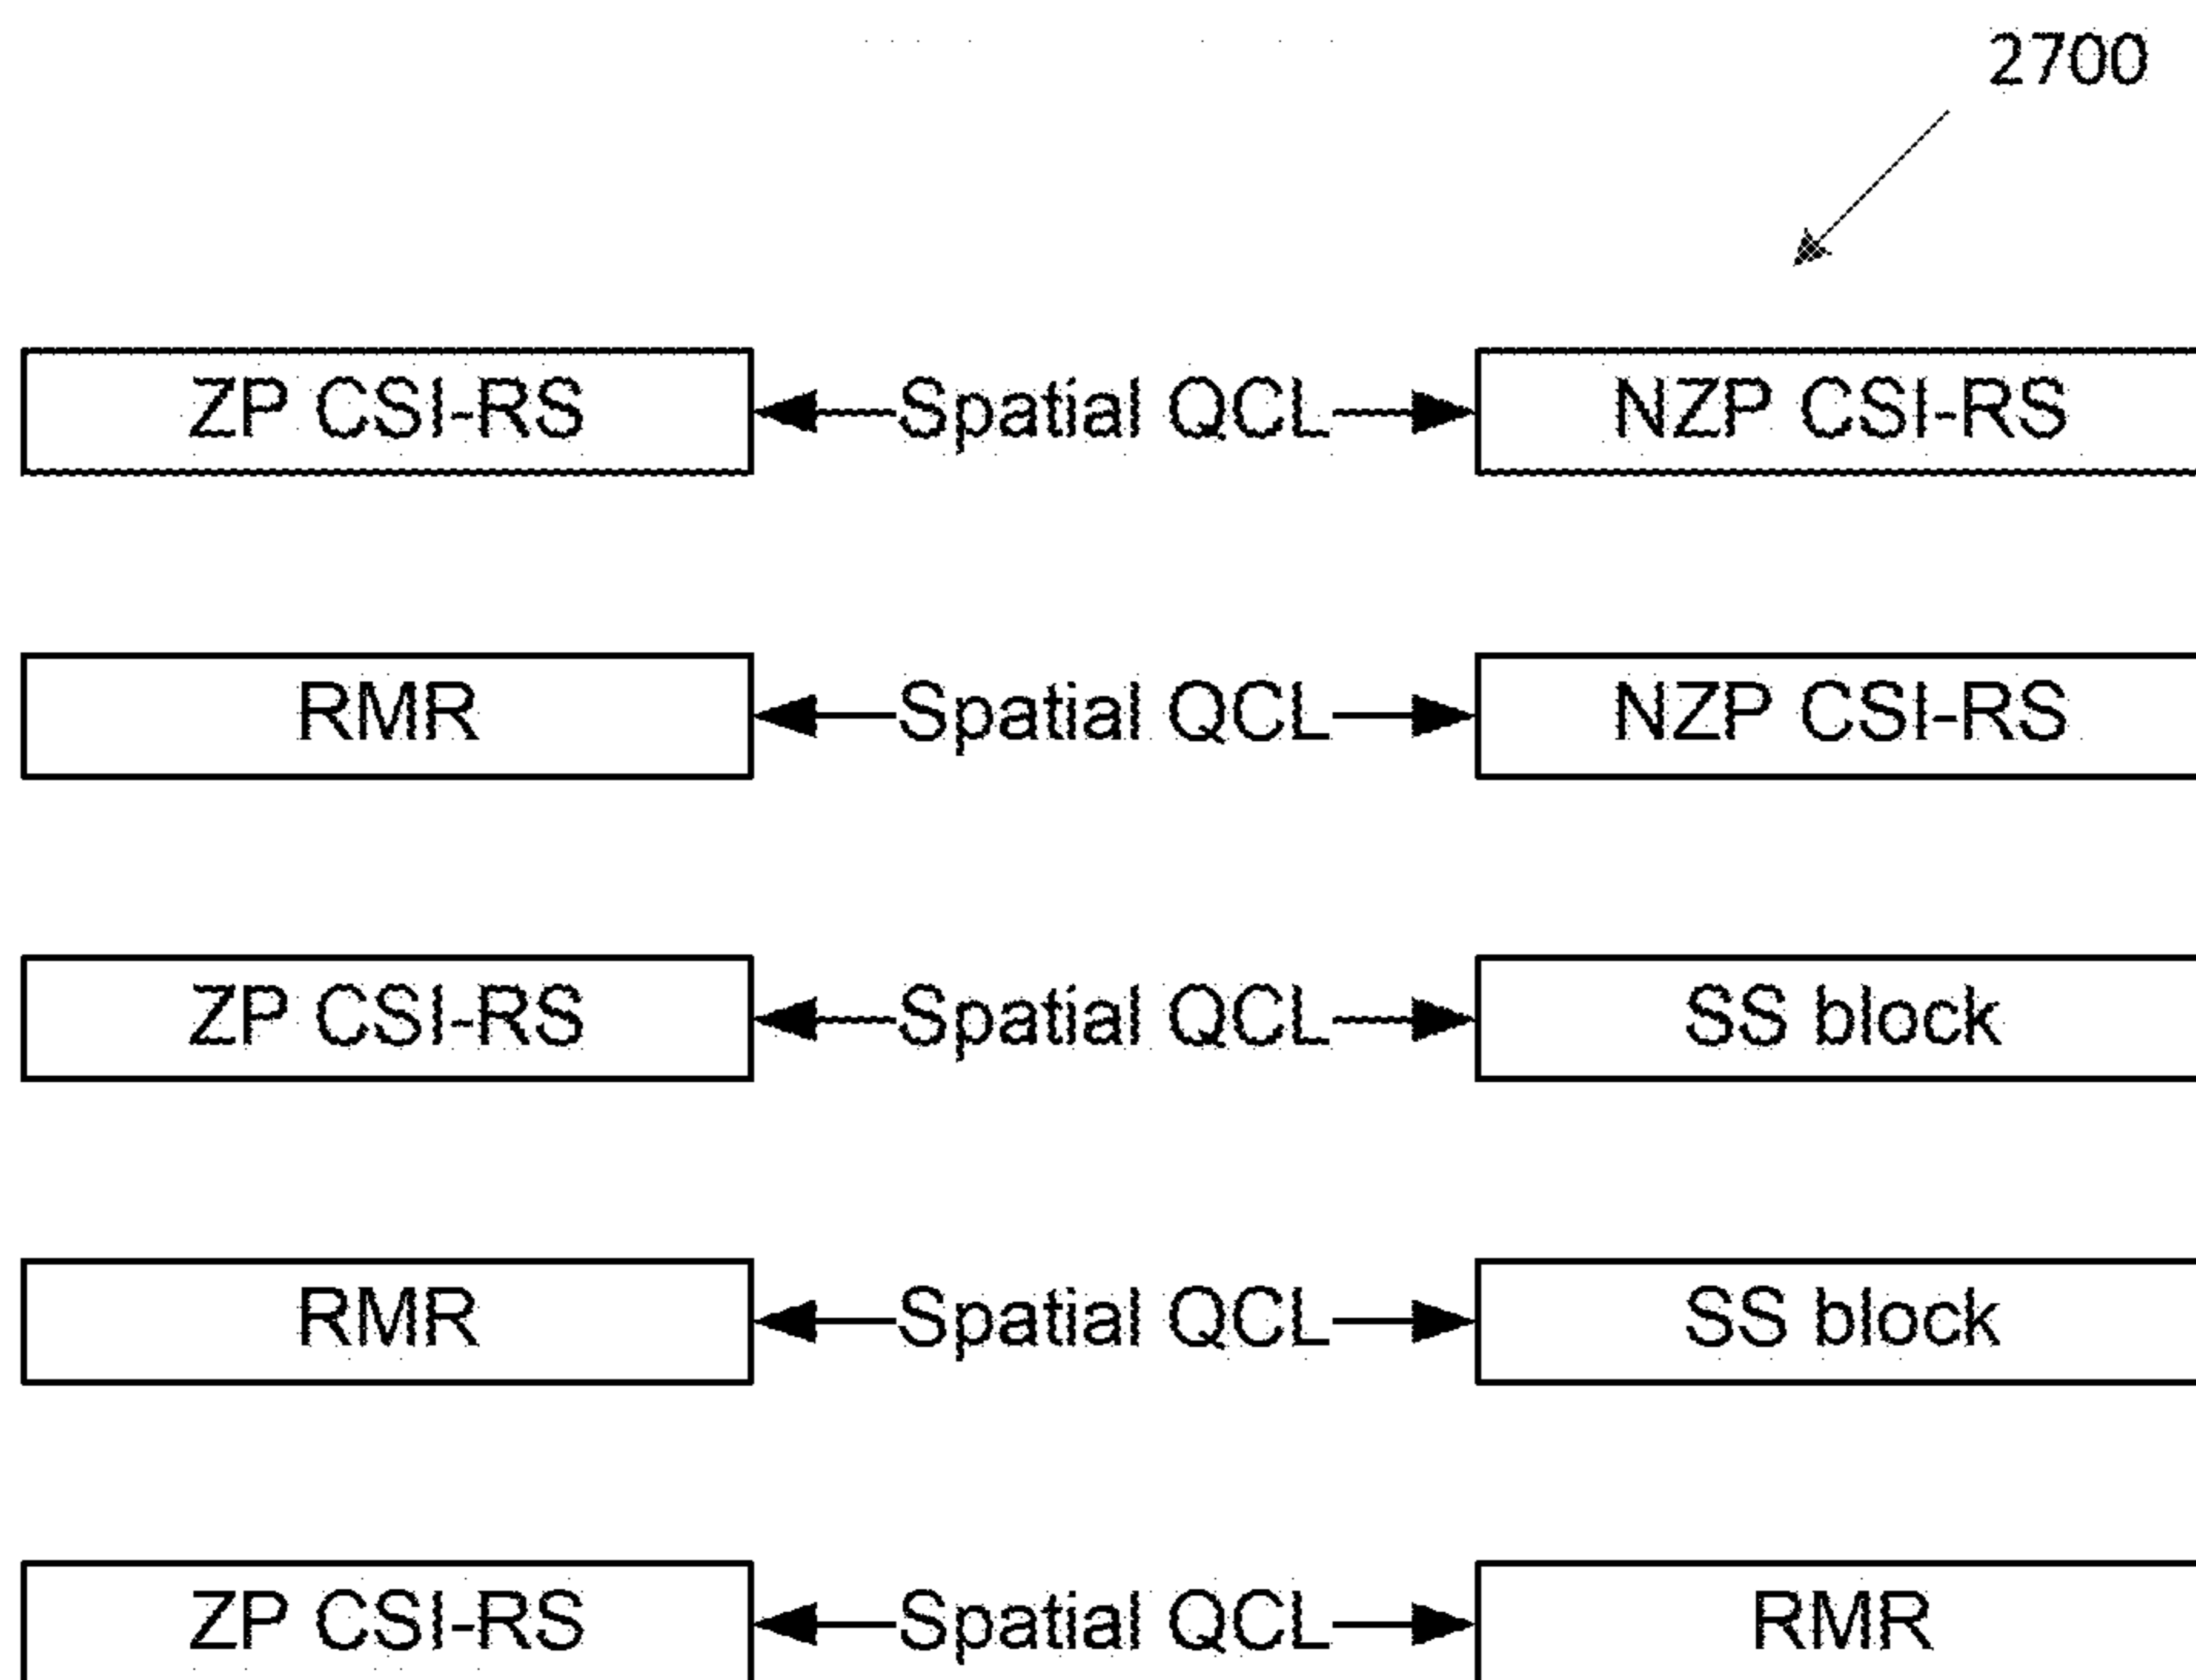 2700
ZP CSI-RS Spatial QCL NZP CSI-RS
RMR Spatial QCL NZP CSI-RS
ZP CSI-RS Spatial QCL SS block
RMR Spatial QCL SS block
ZP CSI-RS Spatial QCL RMR